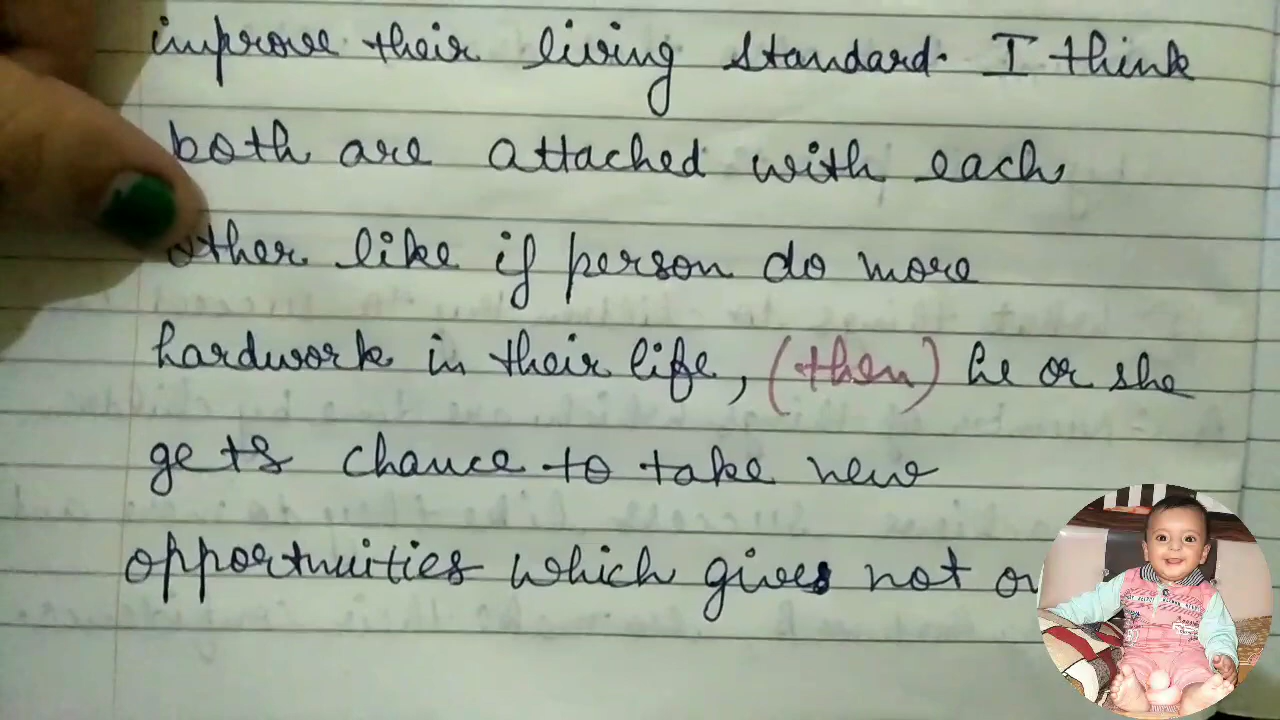 improve their living standard. I think
both are attached with each
other like if person do more
hardwork in their life, (then) he or she
gets chance to take new
opportuities which gives not